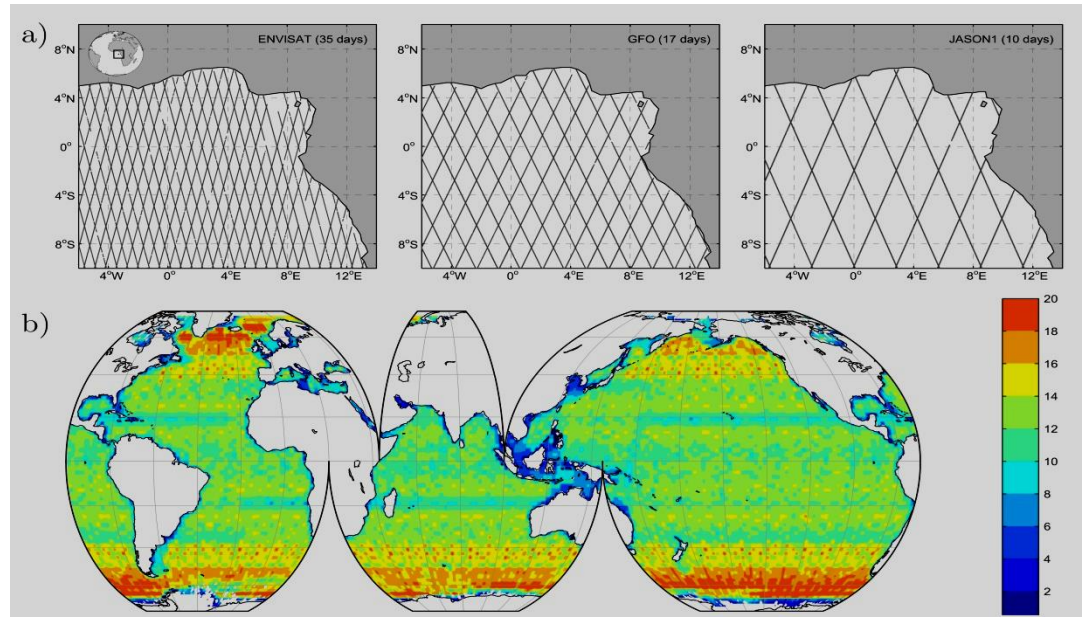 a)
ENVISAT (35 days)
8°N
4°N
0°
4°S
8°S
4°W 0° 4°E 8°E 12°E
GFO (17 days)
8°N
4°N
0°
4°S
8°S
4°W 0° 4°E 8°E 12°E
JASON1 (10 days)
8°N
4°N
0°
4°S
8°S
4°W 0° 4°E 8°E 12°E
b)
20
18
16
14
12
10
8
6
4
2